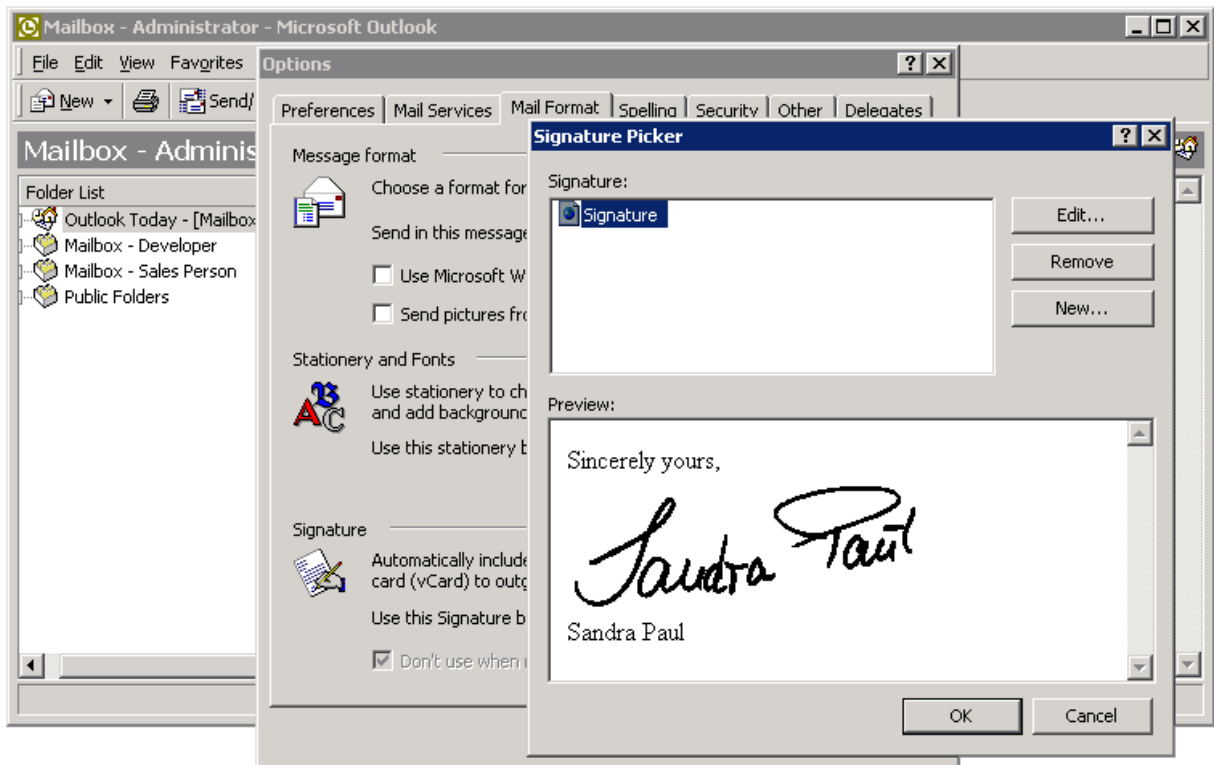 Mailbox - Administrator - Microsoft Outlook
File Edit View Favorites
New Send/
Mailbox - Adminis
Folder List
Outlook Today - [Mailbox
Mailbox - Developer
Mailbox - Sales Person
Public Folders
Options
Preferences Mail Services Mail Format Spelling Security Other Delegates
Message format
Choose a format for
Send in this message
Use Microsoft W
Send pictures fro
Stationery and Fonts
Use stationery to ch
and add background
Use this stationery b
Signature
Automatically include
card (vCard) to outg
Use this Signature b
Don't use when r
Signature Picker
Signature:
Signature
Edit...
Remove
New...
Preview:
Sincerely yours,
Sandra Paul
Sandra Paul
OK Cancel